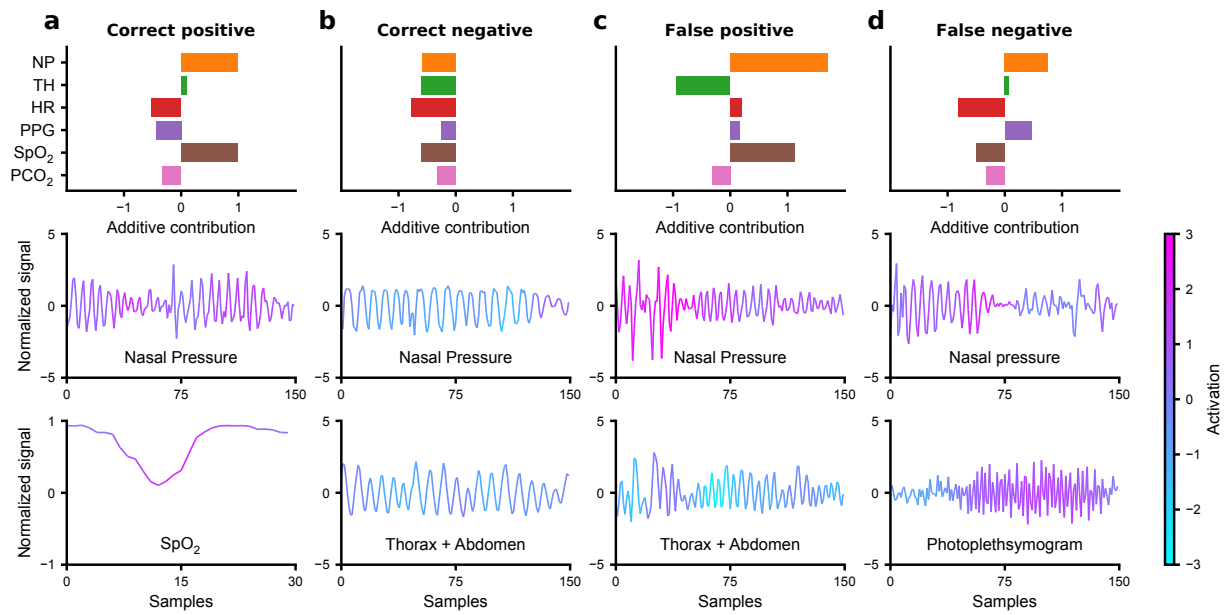 a
Correct positive
NP
TH
HR
PPG
SpO₂
PCO₂
−1
0
1
Additive contribution
Normalized signal
5
0
−5
Nasal Pressure
0
75
150
Normalized signal
1
0
−1
SpO₂
0
15
30
Samples
b
Correct negative
−1
0
1
Additive contribution
5
0
−5
Nasal Pressure
0
75
150
5
0
−5
Thorax + Abdomen
0
75
150
Samples
c
False positive
−1
0
1
Additive contribution
5
0
−5
Nasal Pressure
0
75
150
5
0
−5
Thorax + Abdomen
0
75
150
Samples
d
False negative
−1
0
1
Additive contribution
5
0
−5
Nasal pressure
0
75
150
5
0
−5
Photoplethsymogram
0
75
150
Samples
3
2
1
0
−1
−2
−3
Activation